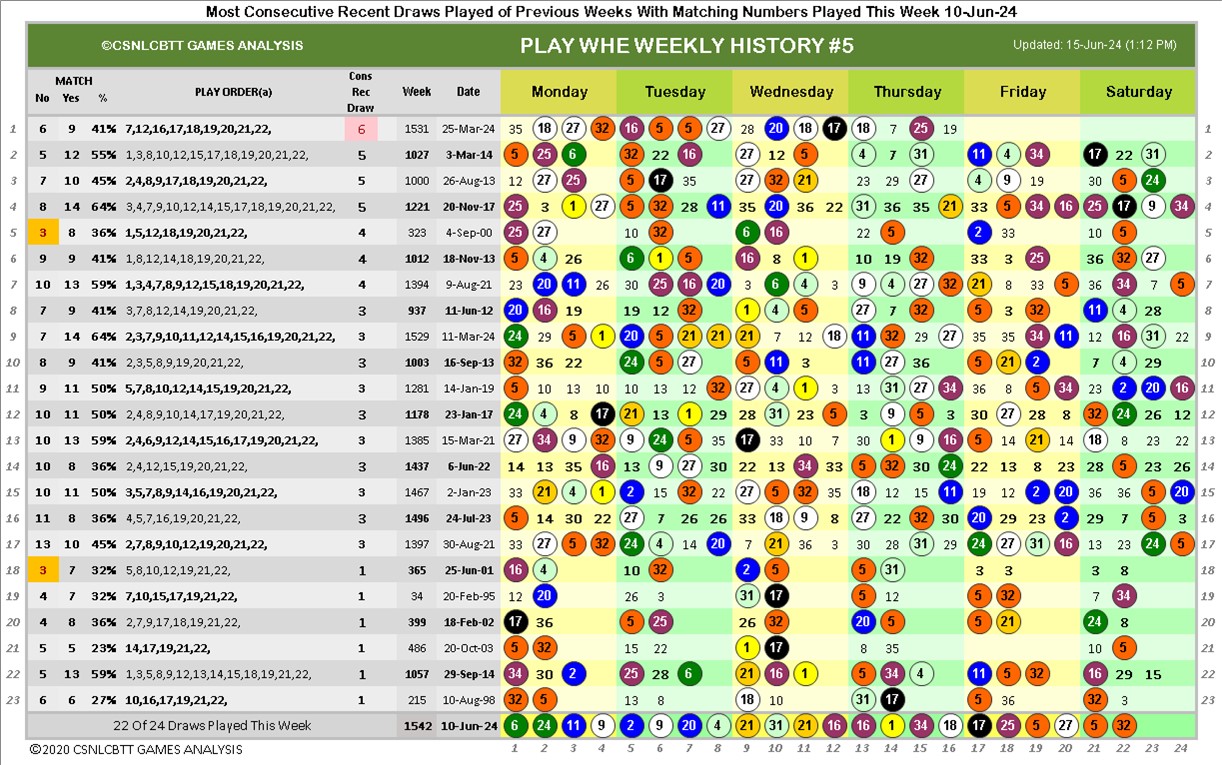 Most Consecutive Recent Draws Played of Previous Weeks With Matching Numbers Played This Week 10-Jun-24
©CSNLCBTT GAMES ANALYSIS PLAY WHE WEEKLY HISTORY #5 Updated: 15-Jun-24 (1:12 PM)
MATCH
No Yes % PLAY ORDER(a) Cons Rec Draw Week Date Monday Tuesday Wednesday Thursday Friday Saturday
1 6 9 41% 7,12,16,17,18,19,20,21,22, 6 1531 25-Mar-24 35 18 27 32 16 5 5 27 28 20 18 17 18 7 25 19 1
2 5 12 55% 1,3,8,10,12,15,17,18,19,20,21,22, 5 1027 3-Mar-14 5 25 6 32 22 16 27 12 5 4 7 31 11 4 34 17 22 31 2
3 10 45% 2,4,8,9,17,18,19,20,21,22, 5 1000 26-Aug-13 12 27 25 5 17 35 27 32 21 23 29 27 4 9 19 30 5 24 3
4 8 14 64% 3,4,7,9,10,12,14,15,17,18,19,20,21,22, 5 1221 20-Nov-17 25 3 1 27 5 32 28 11 35 20 36 22 31 36 35 21 33 5 34 16 25 17 9 34 4
5 3 8 36% 1,5,12,18,19,20,21,22, 4 323 4-Sep-00 25 27 10 32 6 16 22 5 2 33 10 5 5
6 9 9 41% 1,8,12,14,18,19,20,21,22, 4 1012 18-Nov-13 5 4 26 6 1 5 16 8 1 10 19 32 33 3 25 36 32 27 6
7 10 13 59% 1,3,4,7,8,9,12,15,18,19,20,21,22, 4 1394 9-Aug-21 23 20 11 26 30 25 16 20 3 6 4 3 9 4 27 32 21 8 33 5 36 34 7 5 7
8 7 9 41% 3,7,8,12,14,19,20,21,22, 3 937 11-Jun-12 20 16 19 19 12 32 1 4 5 27 7 32 5 3 32 11 4 28 8
9 14 64% 2,3,7,9,10,11,12,14,15,16,19,20,21,22, 3 1529 11-Mar-24 24 29 5 1 20 5 21 21 21 7 12 18 11 32 29 27 35 35 34 11 12 16 31 22 9
10 9 41% 2,3,5,8,9,19,20,21,22, 3 1003 16-Sep-13 32 36 22 24 5 27 5 11 3 11 27 36 5 21 2 7 4 29 10
11 9 11 50% 5,7,8,10,12,14,15,19,20,21,22, 3 1281 14-Jan-19 5 10 13 10 10 13 12 32 27 4 1 3 13 31 27 34 36 8 5 34 23 2 20 16 11
12 10 11 50% 2,4,8,9,10,14,17,19,20,21,22, 3 1178 23-Jan-17 24 4 8 17 21 13 1 29 28 31 23 5 3 9 5 3 30 27 28 8 32 24 26 12 12
13 10 13 59% 2,4,6,9,12,14,15,16,17,19,20,21,22, 3 1385 15-Mar-21 27 34 9 32 9 24 5 35 17 33 10 7 30 1 9 16 5 14 21 14 18 8 23 22 13
14 10 8 36% 2,4,12,15,19,20,21,22, 3 1437 6-Jun-22 14 13 35 16 13 9 27 30 22 13 34 33 5 32 30 24 22 13 8 23 28 5 23 26 14
15 10 11 50% 3,5,7,8,9,14,16,19,20,21,22, 3 1467 2-Jan-23 33 21 4 1 2 15 32 22 27 5 32 35 18 12 15 11 19 12 2 20 36 36 5 20 15
16 11 8 36% 4,5,7,16,19,20,21,22, 3 1496 24-Jul-23 5 14 30 22 27 7 26 26 33 18 9 8 27 22 32 30 20 29 23 2 29 7 5 3 16
17 13 10 45% 2,7,8,9,10,12,19,20,21,22, 3 1397 30-Aug-21 33 27 5 32 24 4 14 20 7 21 36 3 30 28 31 29 24 27 31 16 13 23 24 5 17
18 3 7 32% 5,8,10,12,19,21,22, 1 365 25-Jun-01 16 4 10 32 2 5 5 31 3 3 3 8 18
19 4 7 32% 7,10,15,17,19,21,22, 1 34 20-Feb-95 12 20 26 3 31 17 5 12 5 32 7 34 19
20 4 8 36% 2,7,9,17,18,19,21,22, 1 399 18-Feb-02 17 36 5 25 26 32 20 5 5 21 24 8 20
21 5 5 23% 14,17,19,21,22, 1 486 20-Oct-03 5 32 15 22 1 17 8 35 10 5 21
22 5 13 59% 1,3,5,8,9,12,13,14,15,18,19,21,22, 1 1057 29-Sep-14 34 30 2 25 28 6 21 16 1 5 34 4 11 5 32 16 29 15 22
23 6 6 27% 10,16,17,19,21,22, 1 215 10-Aug-98 32 5 13 8 18 10 31 17 5 36 32 3 23
22 Of 24 Draws Played This Week 1542 10-Jun-24 6 24 11 9 2 9 20 4 21 31 21 16 16 1 34 18 17 25 5 27 5 32
©2020 CSNLCBTT GAMES ANALYSIS 1 2 3 4 5 6 7 8 9 10 11 12 13 14 15 16 17 18 19 20 21 22 23 24